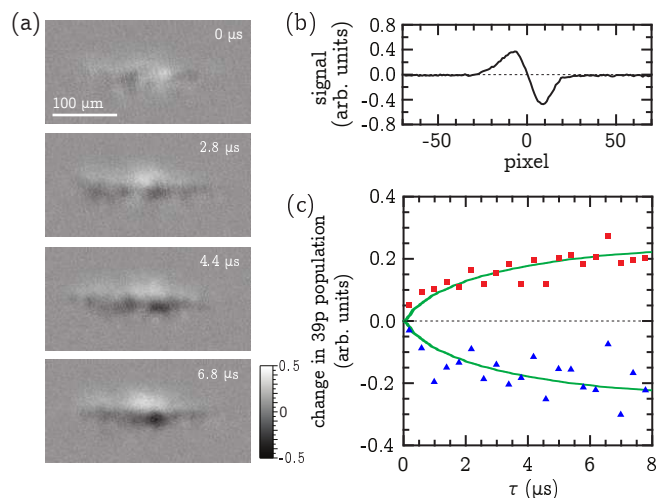 (a)
0 µs
100 µm
2.8 µs
4.4 µs
6.8 µs
0.5
0
-0.5
(b)
signal
(arb. units)
0.8
0.4
0.0
-0.4
-0.8
-50 0 50
pixel
(c)
change in 39p population
(arb. units)
0.4
0.2
0.0
-0.2
-0.4
0 2 4 6 8
τ (µs)